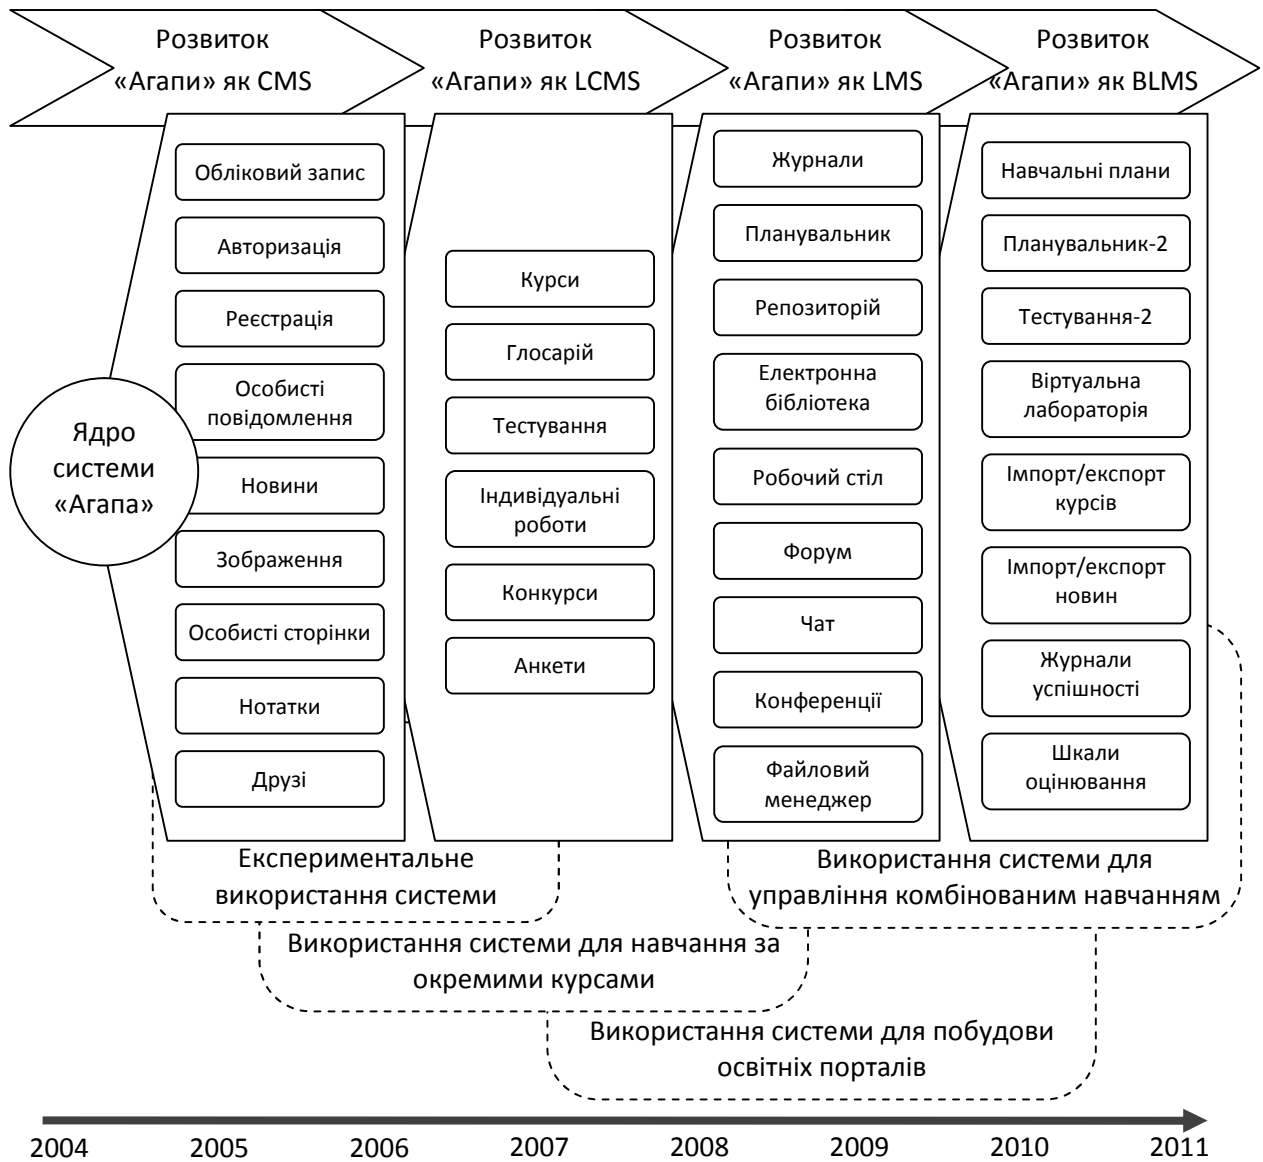 Розвиток
«Агапи» як CMS
Розвиток
«Агапи» як LCMS
Розвиток
«Агапи» як LMS
Розвиток
«Агапи» як BLMS
Ядро
системи
«Агапа»
Обліковий запис
Авторизація
Реєстрація
Особисті
повідомлення
Новини
Зображення
Особисті сторінки
Нотатки
Друзі
Курси
Глосарій
Тестування
Індивідуальні
роботи
Конкурси
Анкети
Журнали
Планувальник
Репозиторій
Електронна
бібліотека
Робочий стіл
Форум
Чат
Конференції
Файловий
менеджер
Навчальні плани
Планувальник-2
Тестування-2
Віртуальна
лабораторія
Імпорт/експорт
курсів
Імпорт/експорт
новин
Журнали
успішності
Шкали
оцінювання
Експериментальне
використання системи
Використання системи для
управління комбінованим навчанням
Використання системи для навчання за
окремими курсами
Використання системи для побудови
освітніх порталів
2004 2005 2006 2007 2008 2009 2010 2011